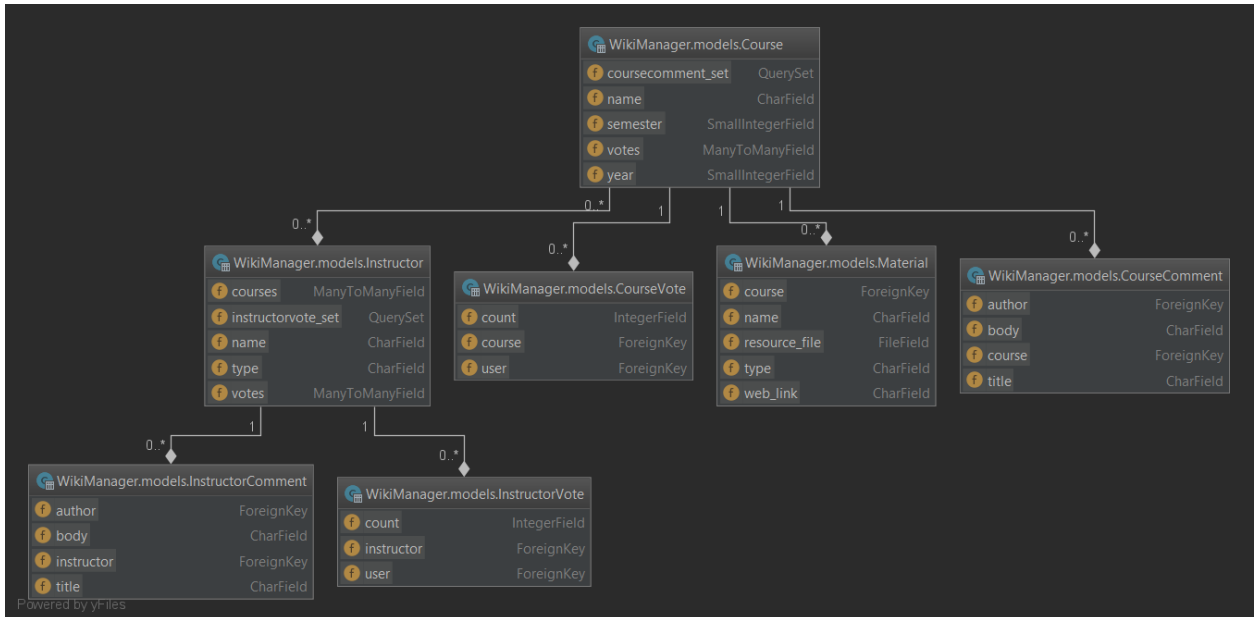 WikiManager.models.Course
coursecomment_set QuerySet
name CharField
semester SmallIntegerField
votes ManyToManyField
year SmallIntegerField
0..* 1 1 1
0..* 0..* 0..* 0..*
WikiManager.models.Instructor
courses ManyToManyField
instructorvote_set QuerySet
name CharField
type CharField
votes ManyToManyField
WikiManager.models.CourseVote
count IntegerField
course ForeignKey
user ForeignKey
WikiManager.models.Material
course ForeignKey
name CharField
resource_file FileField
type CharField
web_link CharField
WikiManager.models.CourseComment
author ForeignKey
body CharField
course ForeignKey
title CharField
1 1
0..* 0..*
WikiManager.models.InstructorComment
author ForeignKey
body CharField
instructor ForeignKey
title CharField
WikiManager.models.InstructorVote
count IntegerField
instructor ForeignKey
user ForeignKey
Powered by yFiles